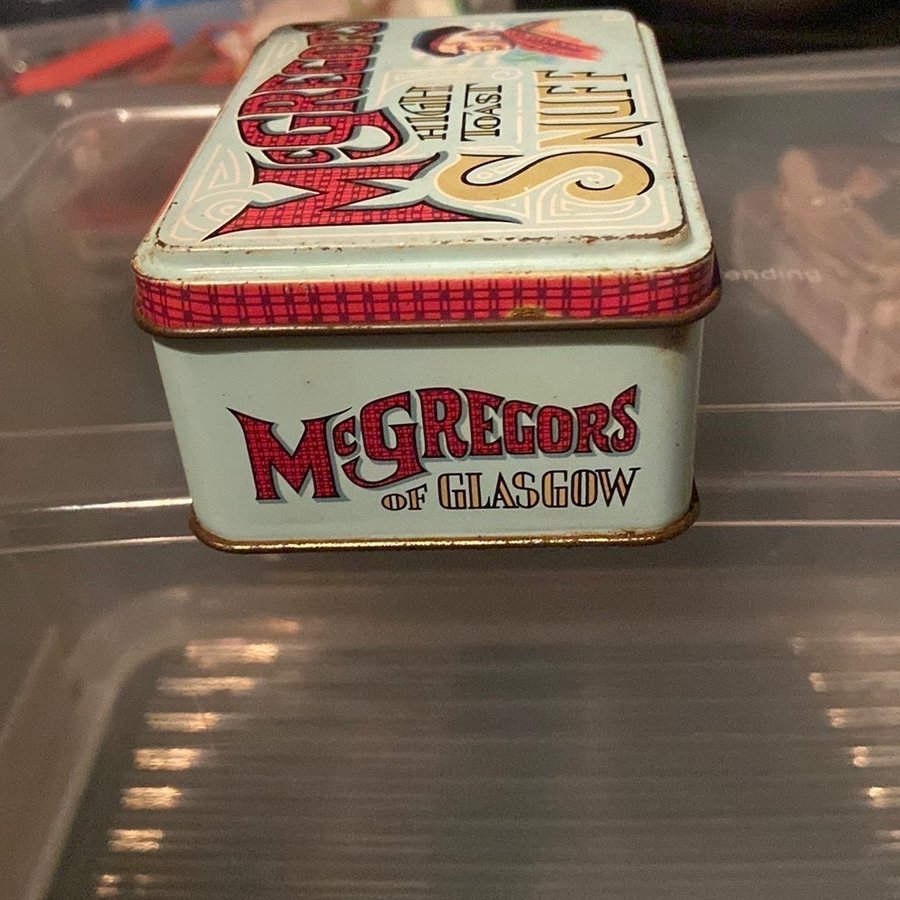 McGREGORS
HIGH
TOAST
SNUFF
McGREGORS
OF GLASGOW